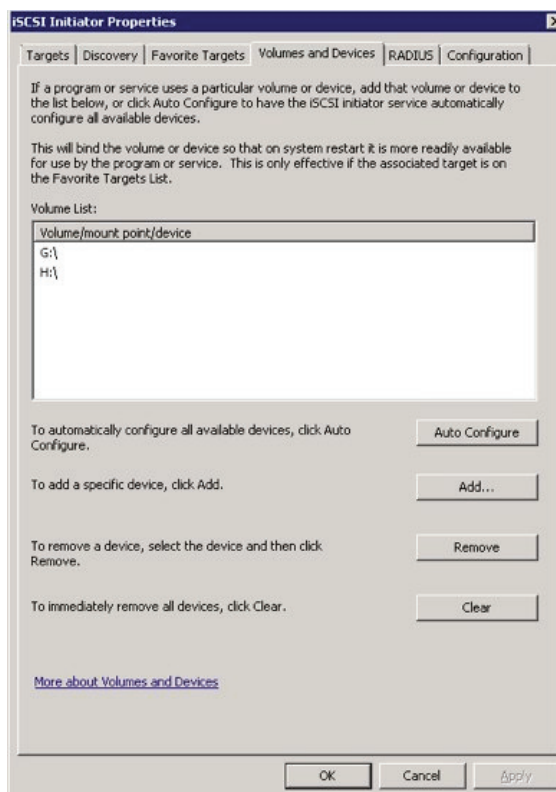 iSCSI Initiator Properties
Targets Discovery Favorite Targets Volumes and Devices RADIUS Configuration
If a program or service uses a particular volume or device, add that volume or device to
the list below, or click Auto Configure to have the iSCSI initiator service automatically
configure all available devices.
This will bind the volume or device so that on system restart it is more readily available
for use by the program or service. This is only effective if the associated target is on
the Favorite Targets List.
Volume List:
Volume/mount point/device
G:\
H:\
To automatically configure all available devices, click Auto
Configure.
Auto Configure
To add a specific device, click Add.
Add...
To remove a device, select the device and then click
Remove.
Remove
To immediately remove all devices, click Clear.
Clear
More about Volumes and Devices
OK Cancel Apply